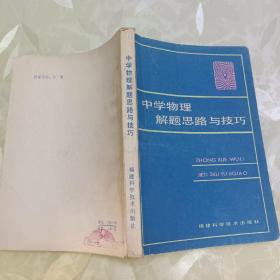 中学物理
解题思路与技巧
ZHONG XUE WULI
JIETI SILU YU JIQIAO
福建科学技术出版社
中学物理解题思路与技巧
福建科学技术出版社